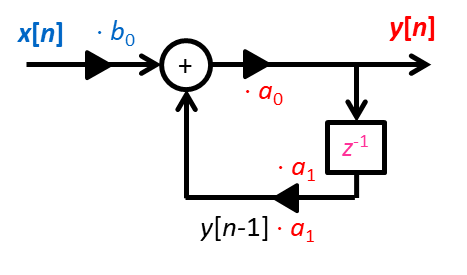 x[n] · b₀ y[n]
+
· a₀
z⁻¹
· a₁
y[n-1] · a₁